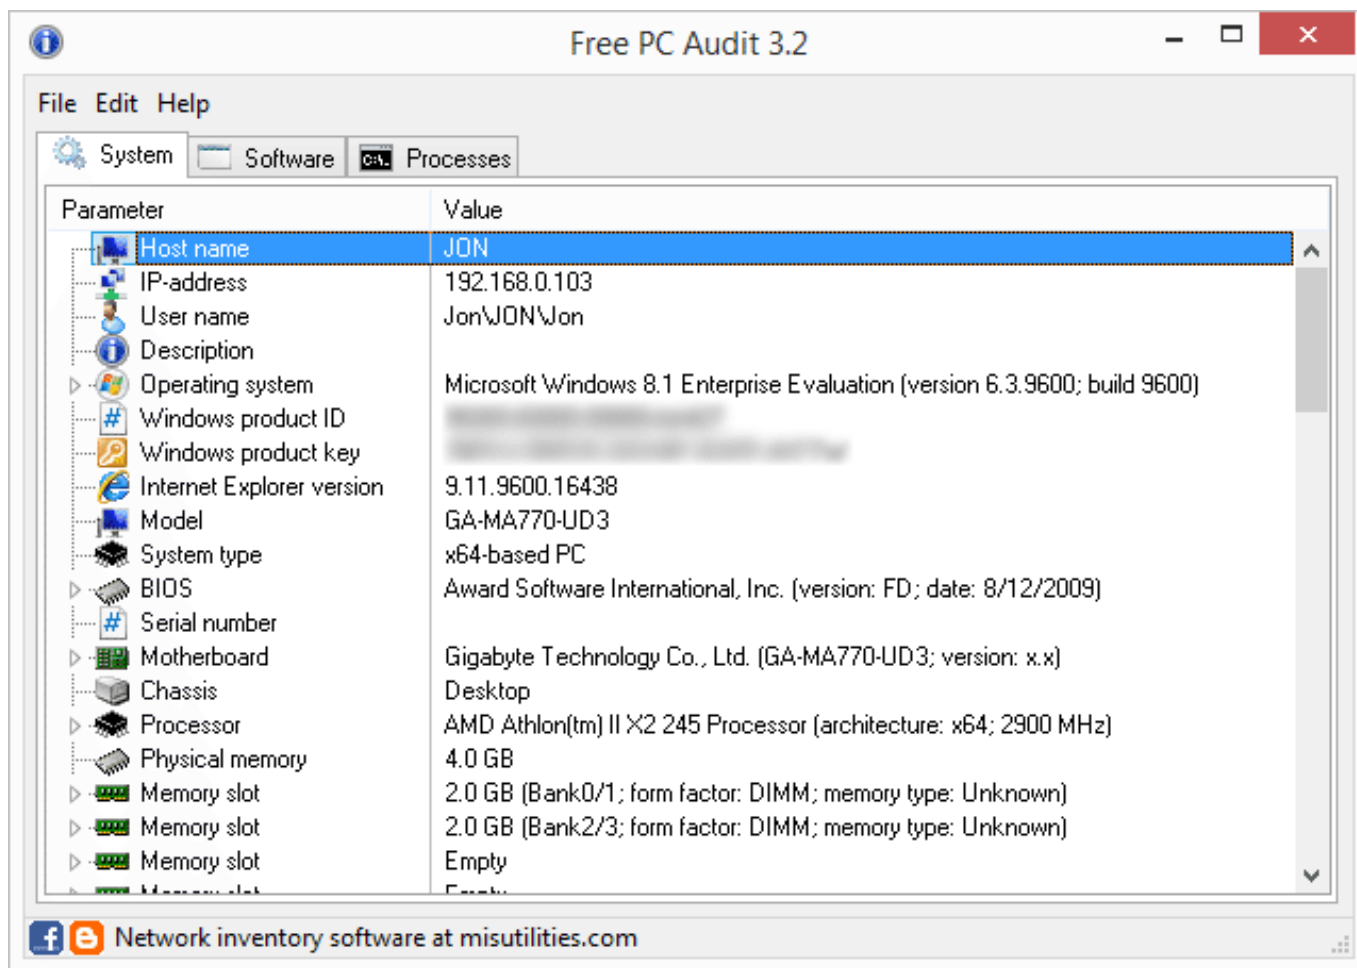 Free PC Audit 3.2
File Edit Help
System Software C:\. Processes
Parameter Value
Host name JON
IP-address 192.168.0.103
User name Jon\JON\Jon
Description
Operating system Microsoft Windows 8.1 Enterprise Evaluation (version 6.3.9600; build 9600)
Windows product ID
Windows product key
Internet Explorer version 9.11.9600.16438
Model GA-MA770-UD3
System type x64-based PC
BIOS Award Software International, Inc. (version: FD; date: 8/12/2009)
Serial number
Motherboard Gigabyte Technology Co., Ltd. (GA-MA770-UD3; version: x.x)
Chassis Desktop
Processor AMD Athlon(tm) II X2 245 Processor (architecture: x64; 2900 MHz)
Physical memory 4.0 GB
Memory slot 2.0 GB (Bank0/1; form factor: DIMM; memory type: Unknown)
Memory slot 2.0 GB (Bank2/3; form factor: DIMM; memory type: Unknown)
Memory slot Empty
Memory slot Empty
Network inventory software at misutilities.com